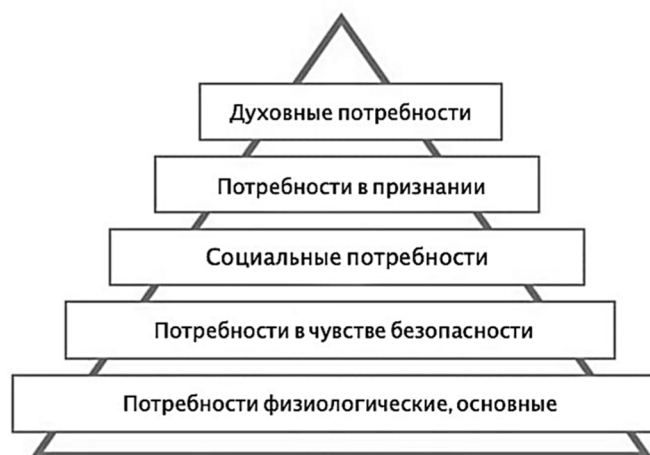 Духовные потребности
Потребности в признании
Социальные потребности
Потребности в чувстве безопасности
Потребности физиологические, основные